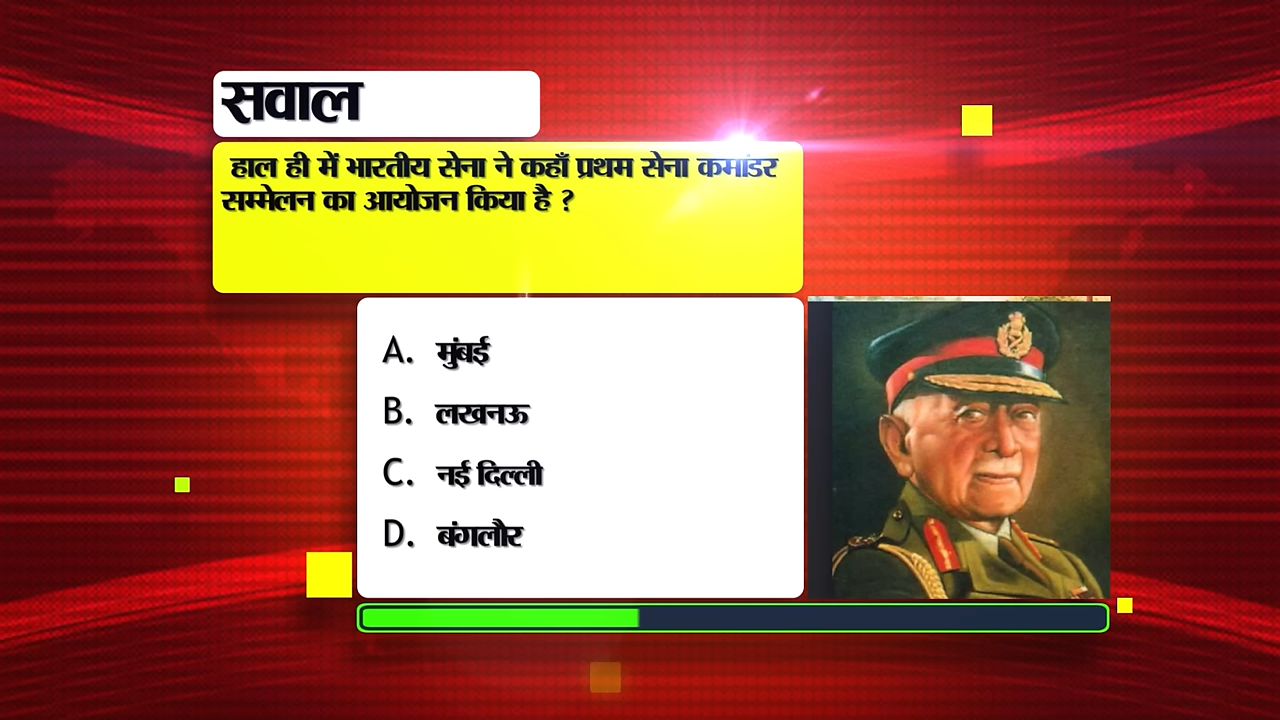 सवाल
हाल ही में भारतीय सेना ने कहाँ प्रथम सेना कमांडर
सम्मेलन का आयोजन किया है ?
A. मुंबई
B. लखनऊ
C. नई दिल्ली
D. बंगलौर